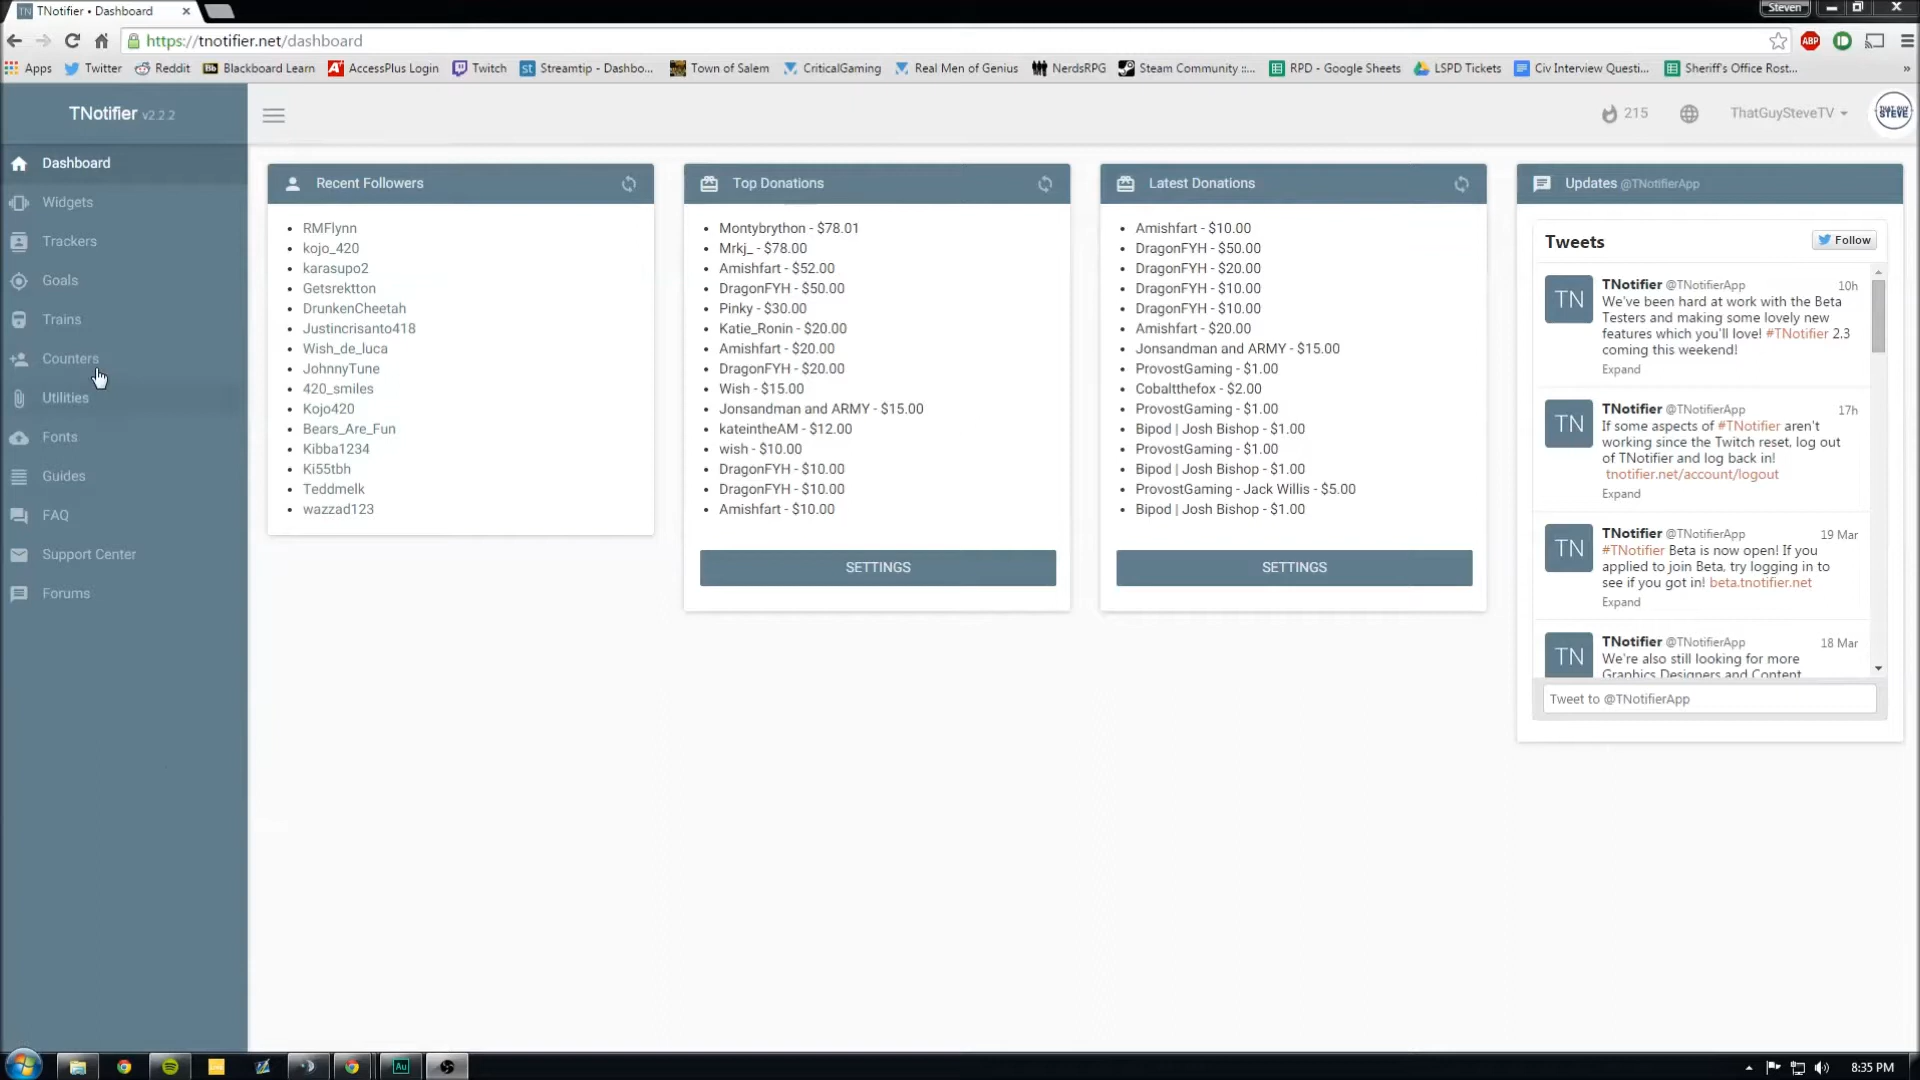 TNotifier • Dashboard
Steven
https://tnotifier.net/dashboard
ABP
Apps
Twitter
Reddit
Blackboard Learn
AccessPlus Login
Twitch
Streamtip - Dashbo...
Town of Salem
CriticalGaming
Real Men of Genius
NerdsRPG
Steam Community ::...
RPD - Google Sheets
LSPD Tickets
Civ Interview Questi...
Sheriff's Office Rost...
TNotifier v2.2.2
215
ThatGuySteveTV
THAT GUY
STEVE
Dashboard
Widgets
Trackers
Goals
Trains
Counters
Utilities
Fonts
Guides
FAQ
Support Center
Forums
Recent Followers
RMFlynn
kojo_420
karasupo2
Getsrektton
DrunkenCheetah
Justincrisanto418
Wish_de_luca
JohnnyTune
420_smiles
Kojo420
Bears_Are_Fun
Kibba1234
Ki55tbh
Teddmelk
wazzad123
Top Donations
Montybrython - $78.01
Mrkj_ - $78.00
Amishfart - $52.00
DragonFYH - $50.00
Pinky - $30.00
Katie_Ronin - $20.00
Amishfart - $20.00
DragonFYH - $20.00
Wish - $15.00
Jonsandman and ARMY - $15.00
kateintheAM - $12.00
wish - $10.00
DragonFYH - $10.00
DragonFYH - $10.00
Amishfart - $10.00
SETTINGS
Latest Donations
Amishfart - $10.00
DragonFYH - $50.00
DragonFYH - $20.00
DragonFYH - $10.00
DragonFYH - $10.00
Amishfart - $20.00
Jonsandman and ARMY - $15.00
ProvostGaming - $1.00
Cobaltthefox - $2.00
ProvostGaming - $1.00
Bipod | Josh Bishop - $1.00
ProvostGaming - $1.00
Bipod | Josh Bishop - $1.00
ProvostGaming - Jack Willis - $5.00
Bipod | Josh Bishop - $1.00
SETTINGS
Updates @TNotifierApp
Tweets
Follow
TN
TNotifier @TNotifierApp 10h
We've been hard at work with the Beta
Testers and making some lovely new
features which you'll love! #TNotifier 2.3
coming this weekend!
Expand
TN
TNotifier @TNotifierApp 17h
If some aspects of #TNotifier aren't
working since the Twitch reset, log out
of TNotifier and log back in!
tnotifier.net/account/logout
Expand
TN
TNotifier @TNotifierApp 19 Mar
#TNotifier Beta is now open! If you
applied to join Beta, try logging in to
see if you got in! beta.tnotifier.net
Expand
TN
TNotifier @TNotifierApp 18 Mar
We're also still looking for more
Graphics Designers and Content
Tweet to @TNotifierApp
Au
8:35 PM